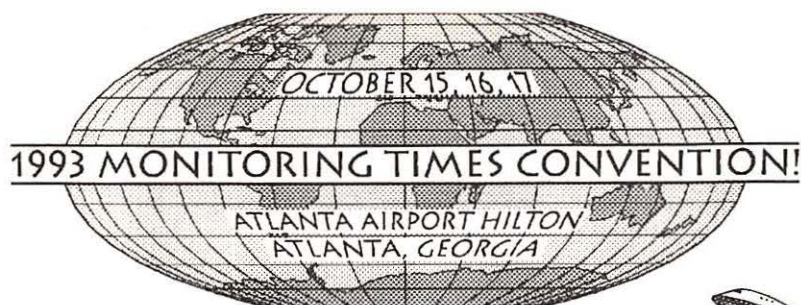 OCTOBER 15, 16, 17
1993 MONITORING TIMES CONVENTION!
ATLANTA AIRPORT HILTON
ATLANTA, GEORGIA